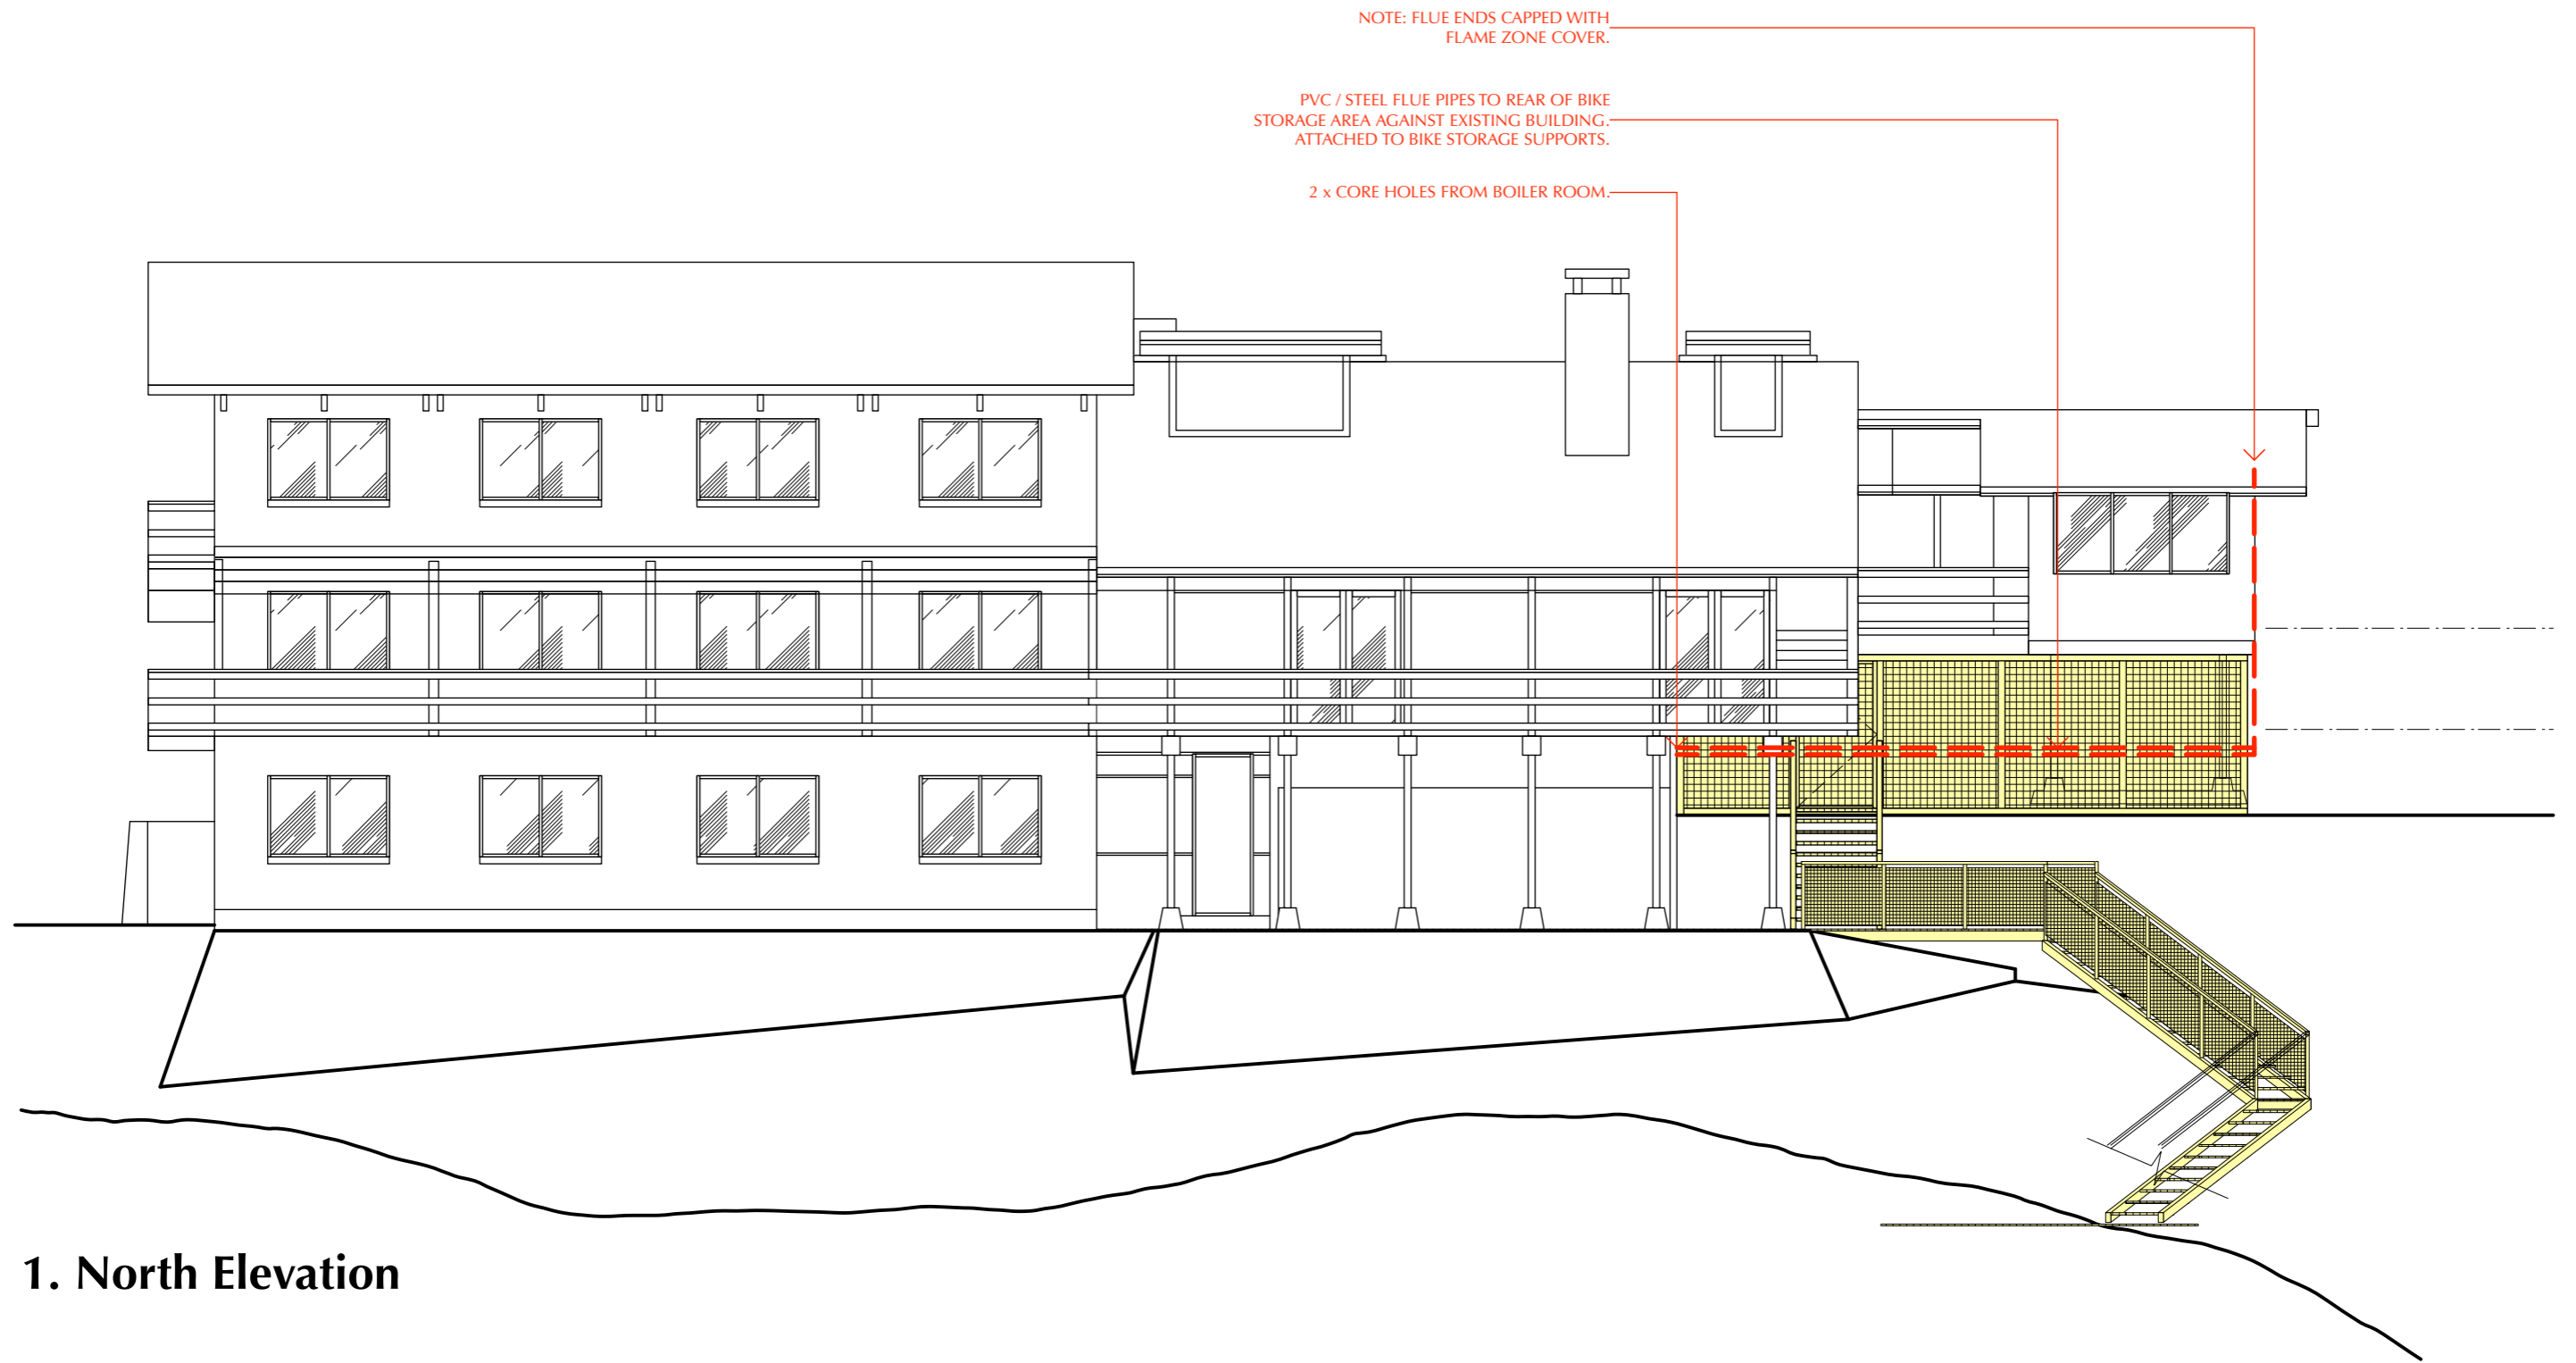 NOTE: FLUE ENDS CAPPED WITH
FLAME ZONE COVER.
PVC / STEEL FLUE PIPES TO REAR OF BIKE
STORAGE AREA AGAINST EXISTING BUILDING.
ATTACHED TO BIKE STORAGE SUPPORTS.
2 x CORE HOLES FROM BOILER ROOM.
1. North Elevation